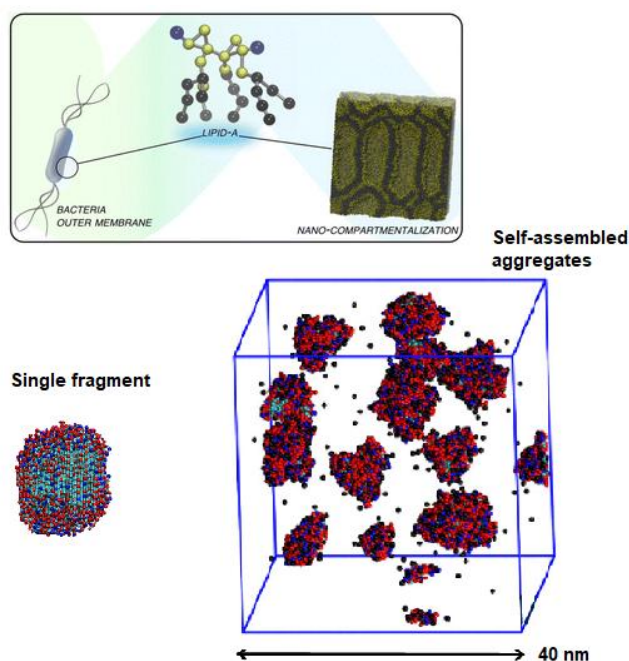 LIPID-A
BACTERIA
OUTER MEMBRANE
NANO-COMPARTMENTALIZATION
Self-assembled
aggregates
Single fragment
40 nm